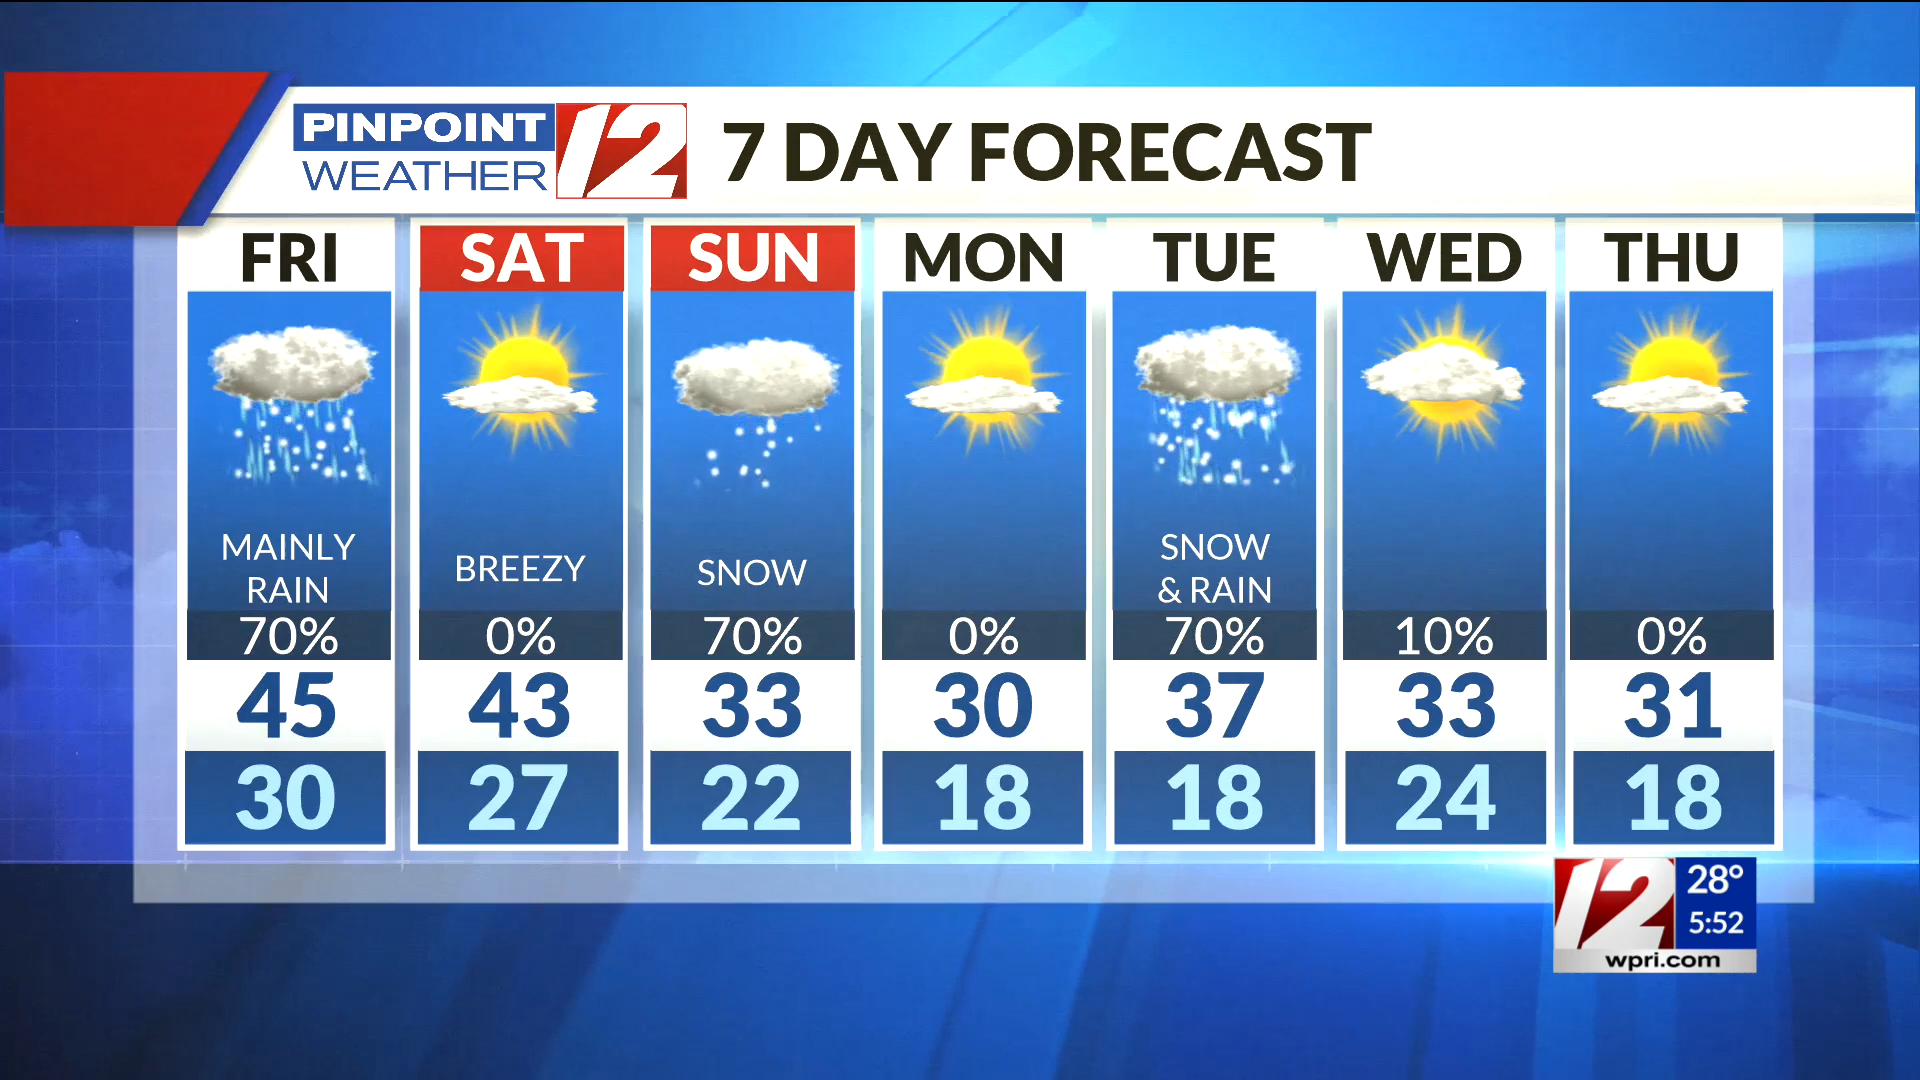 PINPOINT
WEATHER 12
7 DAY FORECAST
FRI SAT SUN MON TUE WED THU
MAINLY
RAIN
BREEZY
SNOW
SNOW
& RAIN
70% 0% 70% 0% 70% 10% 0%
45 43 33 30 37 33 31
30 27 22 18 18 24 18
12
28°
5:52
wpri.com